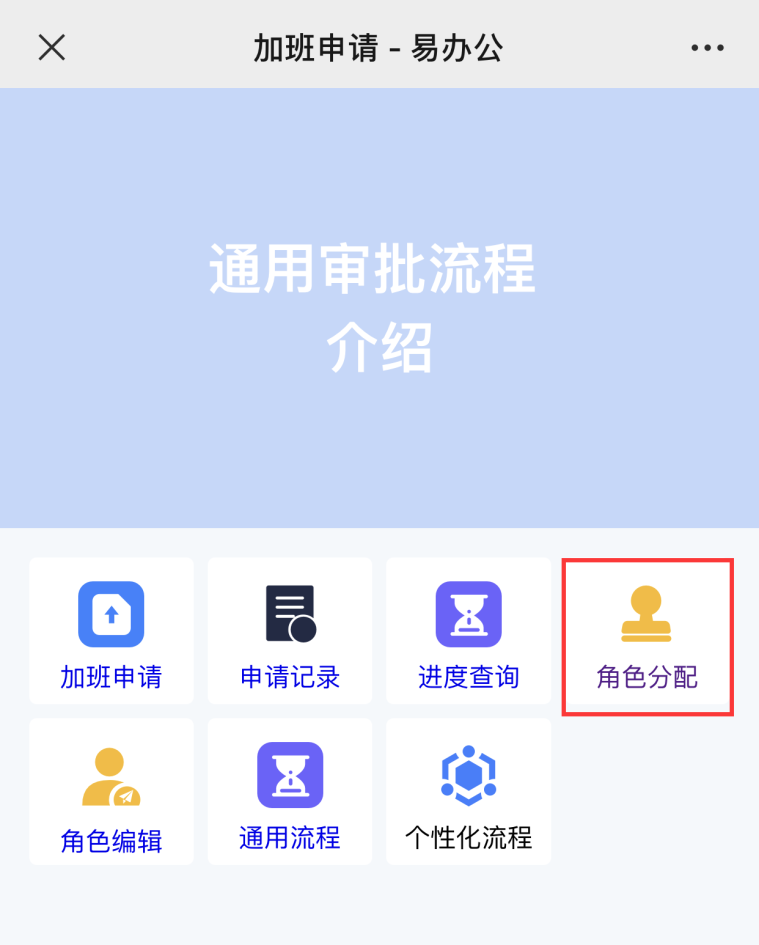 加班申请 - 易办公
通用审批流程
介绍
加班申请
申请记录
进度查询
角色分配
角色编辑
通用流程
个性化流程